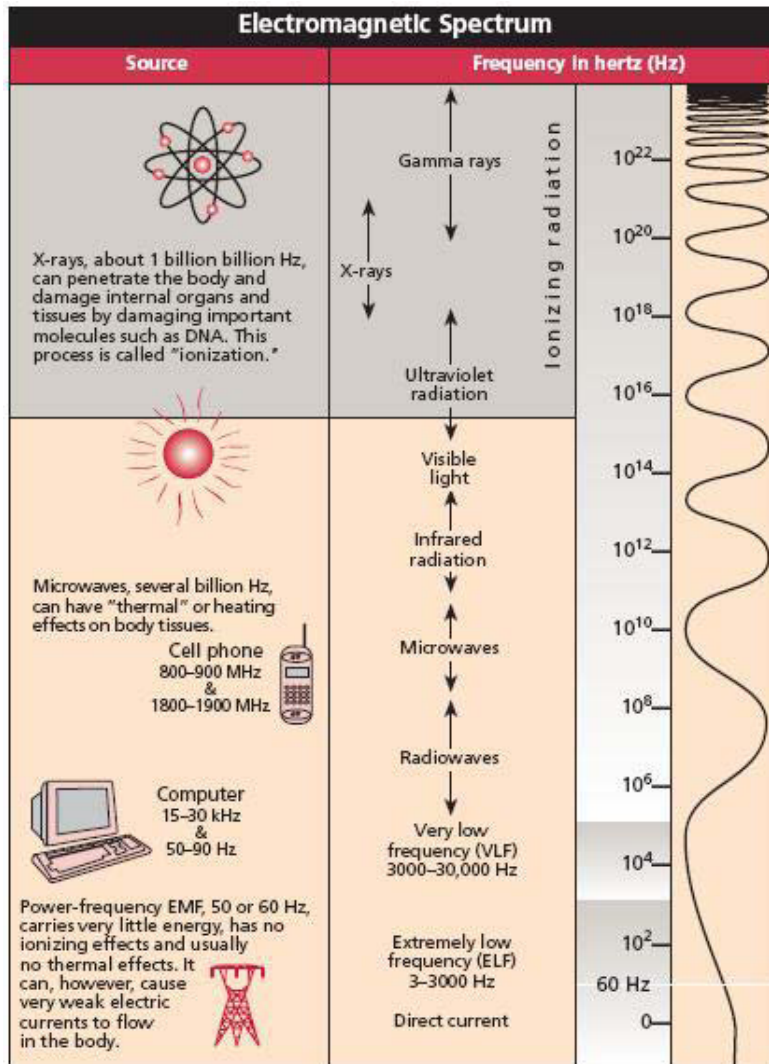 Electromagnetic Spectrum
Source
Frequency in hertz (Hz)
X-rays, about 1 billion billion Hz,
can penetrate the body and
damage internal organs and
tissues by damaging important
molecules such as DNA. This
process is called "ionization."
Microwaves, several billion Hz,
can have "thermal" or heating
effects on body tissues.
Cell phone
800–900 MHz
&
1800–1900 MHz
Computer
15–30 kHz
&
50–90 Hz
Power-frequency EMF, 50 or 60 Hz,
carries very little energy, has no
ionizing effects and usually
no thermal effects. It
can, however, cause
very weak electric
currents to flow
in the body.
Gamma rays
X-rays
Ultraviolet
radiation
Visible
light
Infrared
radiation
Microwaves
Radiowaves
Very low
frequency (VLF)
3000–30,000 Hz
Extremely low
frequency (ELF)
3–3000 Hz
Direct current
Ionizing radiation
10²²
10²⁰
10¹⁸
10¹⁶
10¹⁴
10¹²
10¹⁰
10⁸
10⁶
10⁴
10²
60 Hz
0